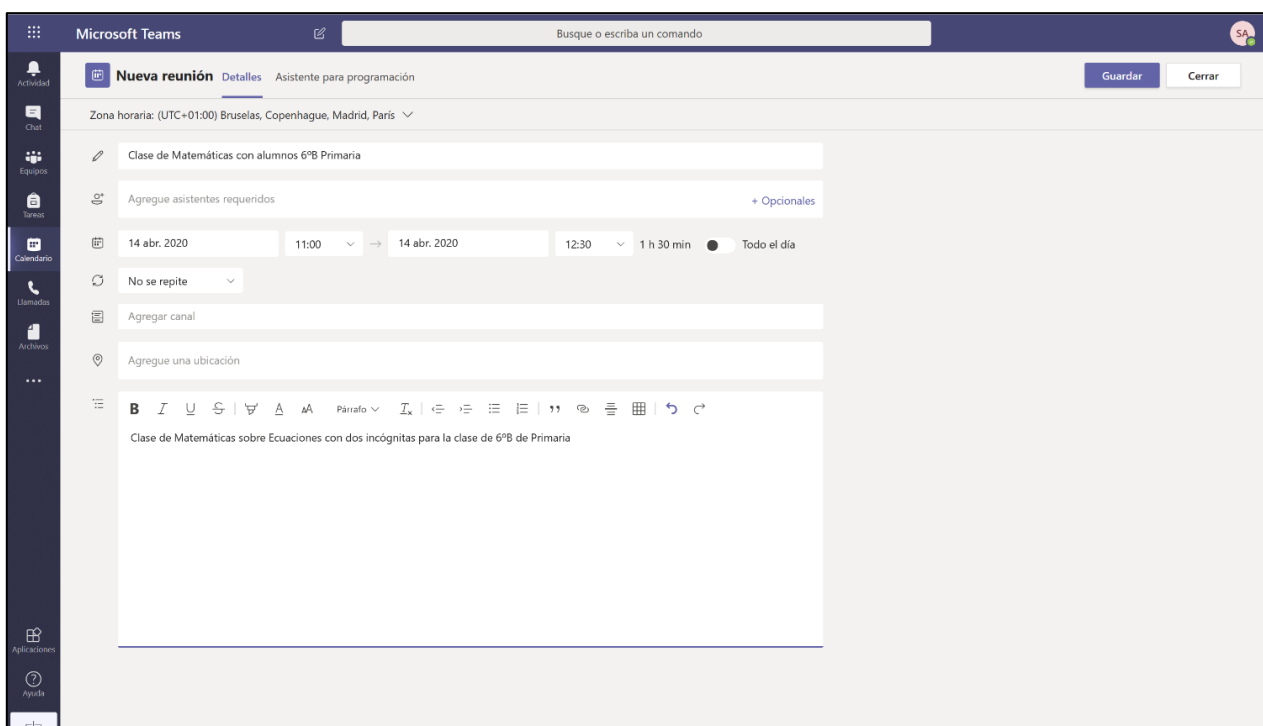 Microsoft Teams
Busque o escriba un comando
SA
Actividad
Chat
Equipos
Tareas
Calendario
Llamadas
Archivos
Aplicaciones
Ayuda
Nueva reunión Detalles Asistente para programación
Guardar Cerrar
Zona horaria: (UTC+01:00) Bruselas, Copenhague, Madrid, París
Clase de Matemáticas con alumnos 6ºB Primaria
Agregue asistentes requeridos + Opcionales
14 abr. 2020 11:00 → 14 abr. 2020 12:30 1 h 30 min Todo el día
No se repite
Agregar canal
Agregue una ubicación
B I U S A AA Párrafo Tx
Clase de Matemáticas sobre Ecuaciones con dos incógnitas para la clase de 6ºB de Primaria